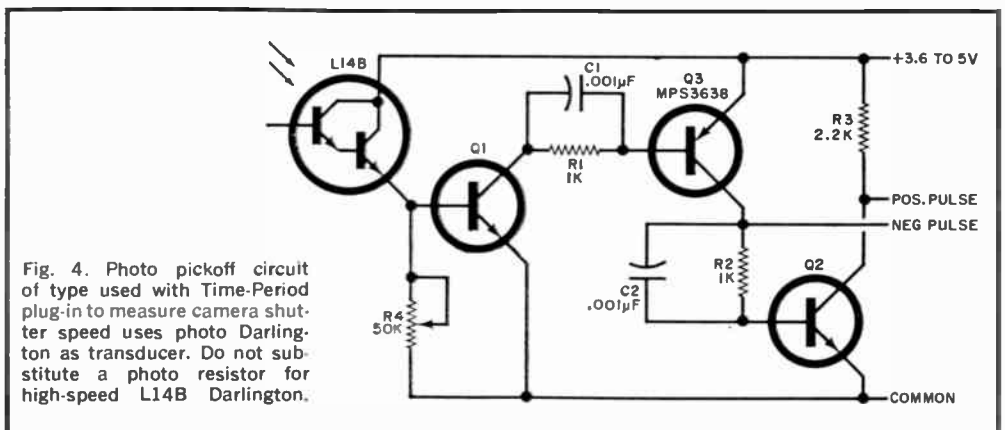 L14B
C1
.001µF
Q3
MPS3638
+3.6 TO 5V
R3
2.2K
Q1
R1
1K
POS. PULSE
NEG PULSE
R2
1K
Q2
C2
.001µF
R4
50K
COMMON
Fig. 4. Photo pickoff circuit
of type used with Time-Period
plug-in to measure camera shut-
ter speed uses photo Darling-
ton as transducer. Do not sub-
stitute a photo resistor for
high-speed L14B Darlington.